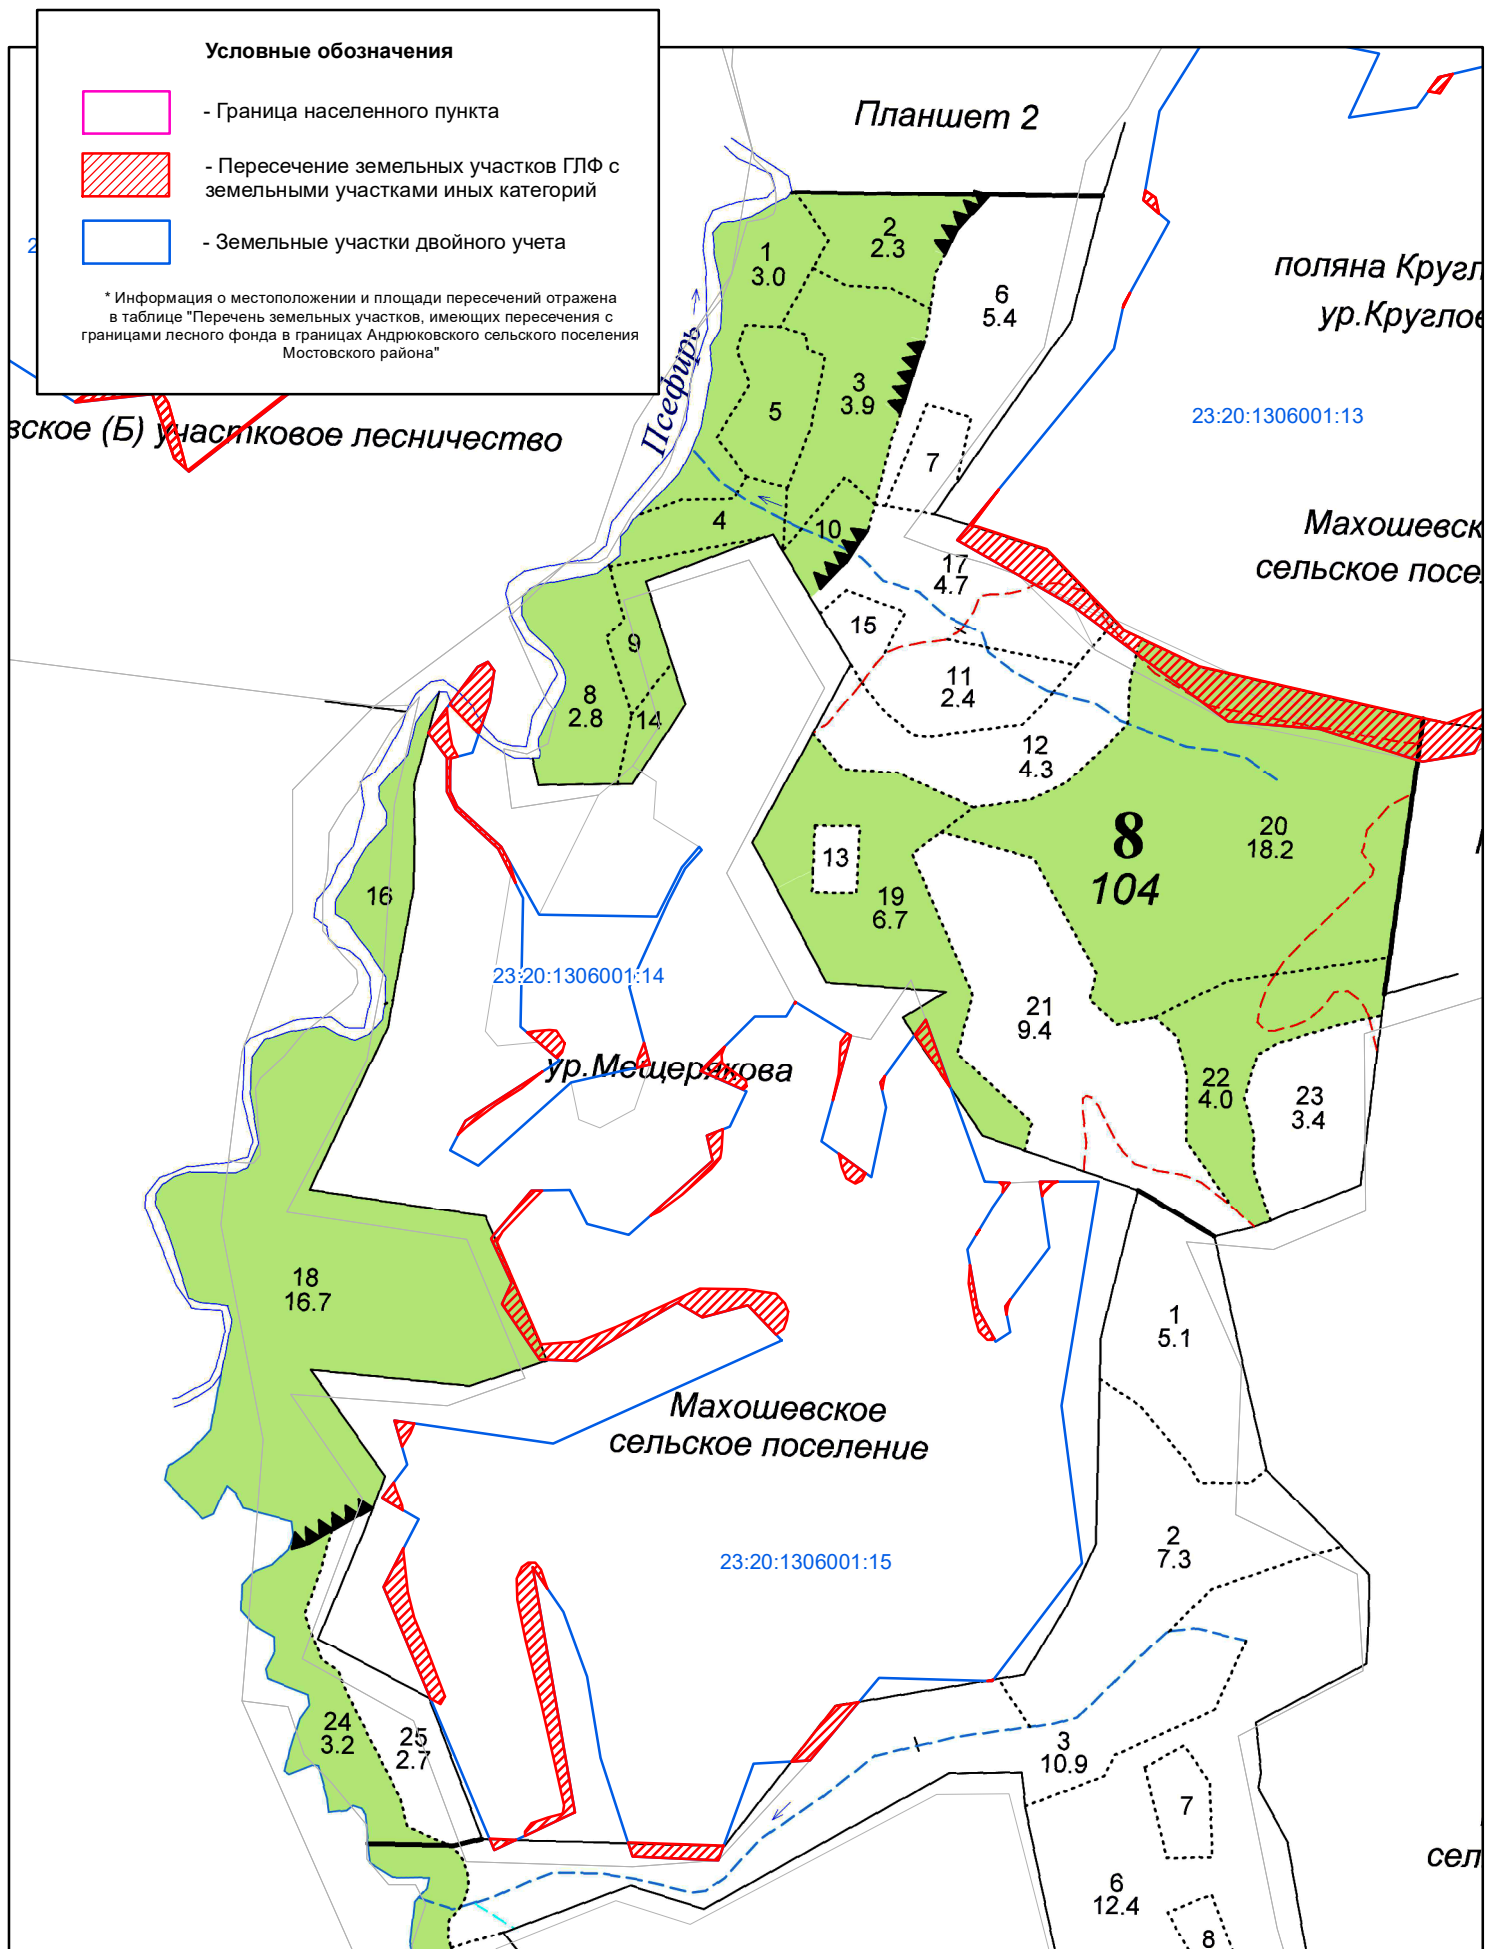 Условные обозначения
- Граница населенного пункта
- Пересечение земельных участков ГЛФ с
земельными участками иных категорий
- Земельные участки двойного учета
* Информация о местоположении и площади пересечений отражена
в таблице "Перечень земельных участков, имеющих пересечения с
границами лесного фонда в границах Андрюковского сельского поселения
Мостовского района"
Планшет 2
2
2
2.3
1
3.0
6
5.4
поляна Кругл
ур.Кругло
Псефирь
3
3.9
5
23:20:1306001:13
вское (Б) участковое лесничество
7
4
10
Махошевск
сельское посе
17
4.7
15
9
11
2.4
8
2.8
14
12
4.3
8
104
20
18.2
13
16
19
6.7
23:20:1306001:14
21
9.4
ур.Мещерякова
22
4.0
23
3.4
18
16.7
1
5.1
Махошевское
сельское поселение
2
7.3
23:20:1306001:15
24
3.2
25
2.7
3
10.9
7
сел
6
12.4
8